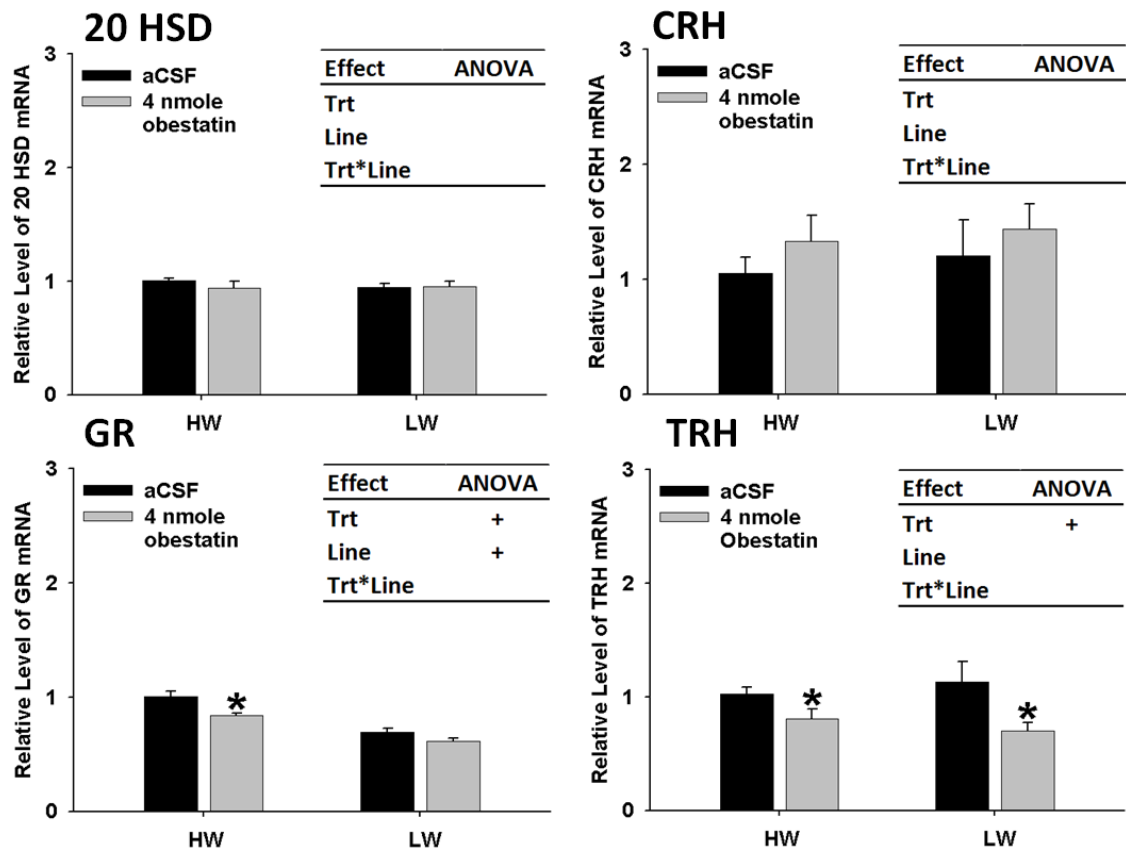 20 HSD
Relative Level of 20 HSD mRNA
3
2
1
0
aCSF
4 nmole
obestatin
Effect ANOVA
Trt
Line
Trt*Line
HW LW
CRH
Relative Level of CRH mRNA
3
2
1
0
aCSF
4 nmole
obestatin
Effect ANOVA
Trt
Line
Trt*Line
HW LW
GR
Relative Level of GR mRNA
3
2
1
0
aCSF
4 nmole
obestatin
Effect ANOVA
Trt +
Line +
Trt*Line
*
HW LW
TRH
Relative Level of TRH mRNA
3
2
1
0
aCSF
4 nmole
Obestatin
Effect ANOVA
Trt +
Line
Trt*Line
* *
HW LW